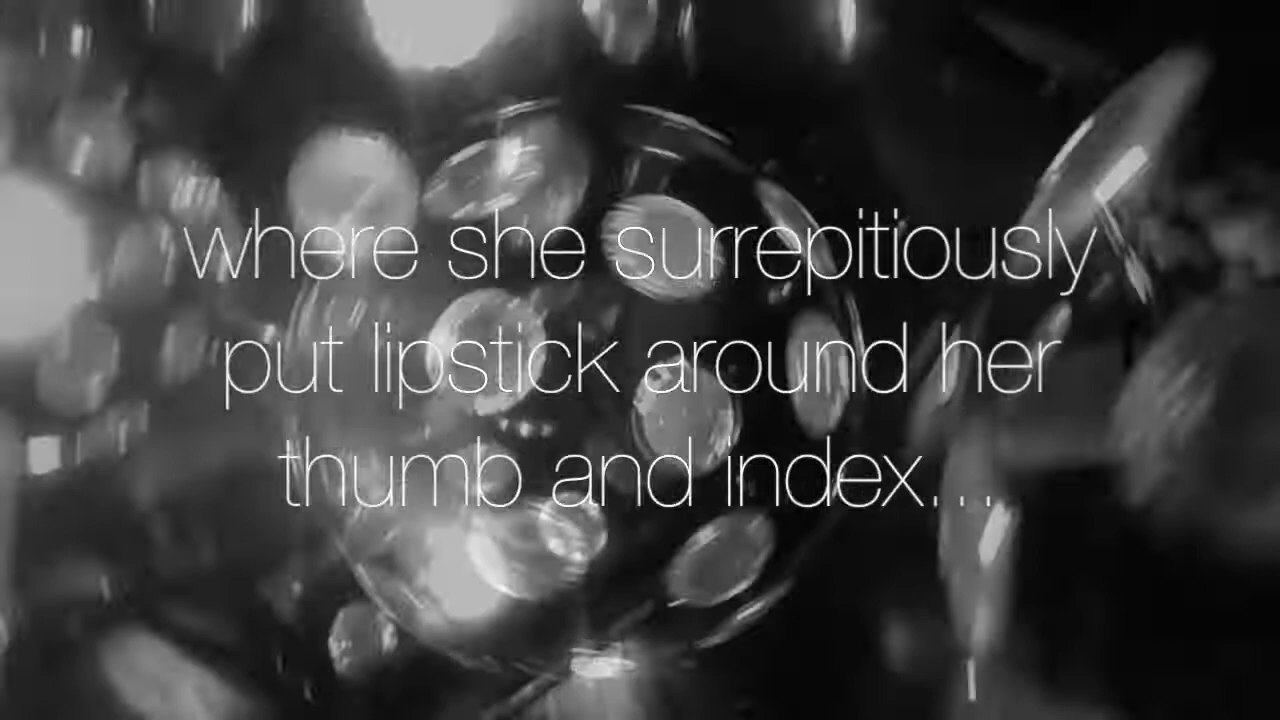 where she surrepitiously
put lipstick around her
thumb and index...